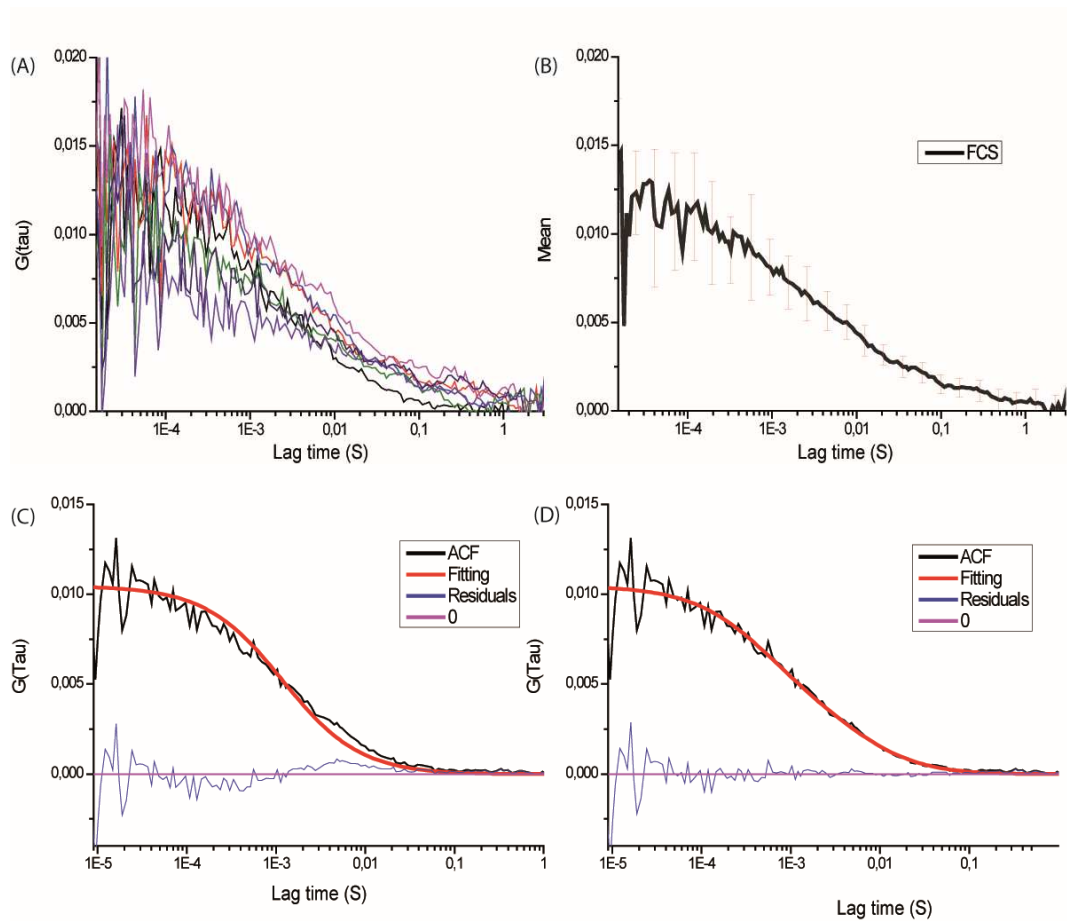 (A)
0,020
0,015
0,010
0,005
0,000
G(tau)
1E-4 1E-3 0,01 0,1 1
Lag time (S)
(B)
0,020
0,015
0,010
0,005
0,000
Mean
FCS
1E-4 1E-3 0,01 0,1 1
Lag time (S)
(C)
0,015
0,010
0,005
0,000
G(Tau)
ACF
Fitting
Residuals
0
1E-5 1E-4 1E-3 0,01 0,1 1
Lag time (S)
(D)
0,015
0,010
0,005
0,000
G(Tau)
ACF
Fitting
Residuals
0
1E-5 1E-4 1E-3 0,01 0,1
Lag time (S)